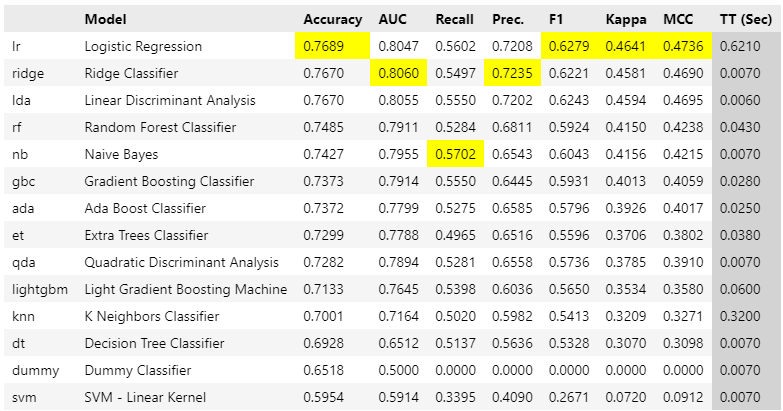 Model Accuracy AUC Recall Prec. F1 Kappa MCC TT (Sec)
lr Logistic Regression 0.7689 0.8047 0.5602 0.7208 0.6279 0.4641 0.4736 0.6210
ridge Ridge Classifier 0.7670 0.8060 0.5497 0.7235 0.6221 0.4581 0.4690 0.0070
lda Linear Discriminant Analysis 0.7670 0.8055 0.5550 0.7202 0.6243 0.4594 0.4695 0.0060
rf Random Forest Classifier 0.7485 0.7911 0.5284 0.6811 0.5924 0.4150 0.4238 0.0430
nb Naive Bayes 0.7427 0.7955 0.5702 0.6543 0.6043 0.4156 0.4215 0.0070
gbc Gradient Boosting Classifier 0.7373 0.7914 0.5550 0.6445 0.5931 0.4013 0.4059 0.0280
ada Ada Boost Classifier 0.7372 0.7799 0.5275 0.6585 0.5796 0.3926 0.4017 0.0250
et Extra Trees Classifier 0.7299 0.7788 0.4965 0.6516 0.5596 0.3706 0.3802 0.0380
qda Quadratic Discriminant Analysis 0.7282 0.7894 0.5281 0.6558 0.5736 0.3785 0.3910 0.0070
lightgbm Light Gradient Boosting Machine 0.7133 0.7645 0.5398 0.6036 0.5650 0.3534 0.3580 0.0600
knn K Neighbors Classifier 0.7001 0.7164 0.5020 0.5982 0.5413 0.3209 0.3271 0.3200
dt Decision Tree Classifier 0.6928 0.6512 0.5137 0.5636 0.5328 0.3070 0.3098 0.0070
dummy Dummy Classifier 0.6518 0.5000 0.0000 0.0000 0.0000 0.0000 0.0000 0.0070
svm SVM - Linear Kernel 0.5954 0.5914 0.3395 0.4090 0.2671 0.0720 0.0912 0.0070